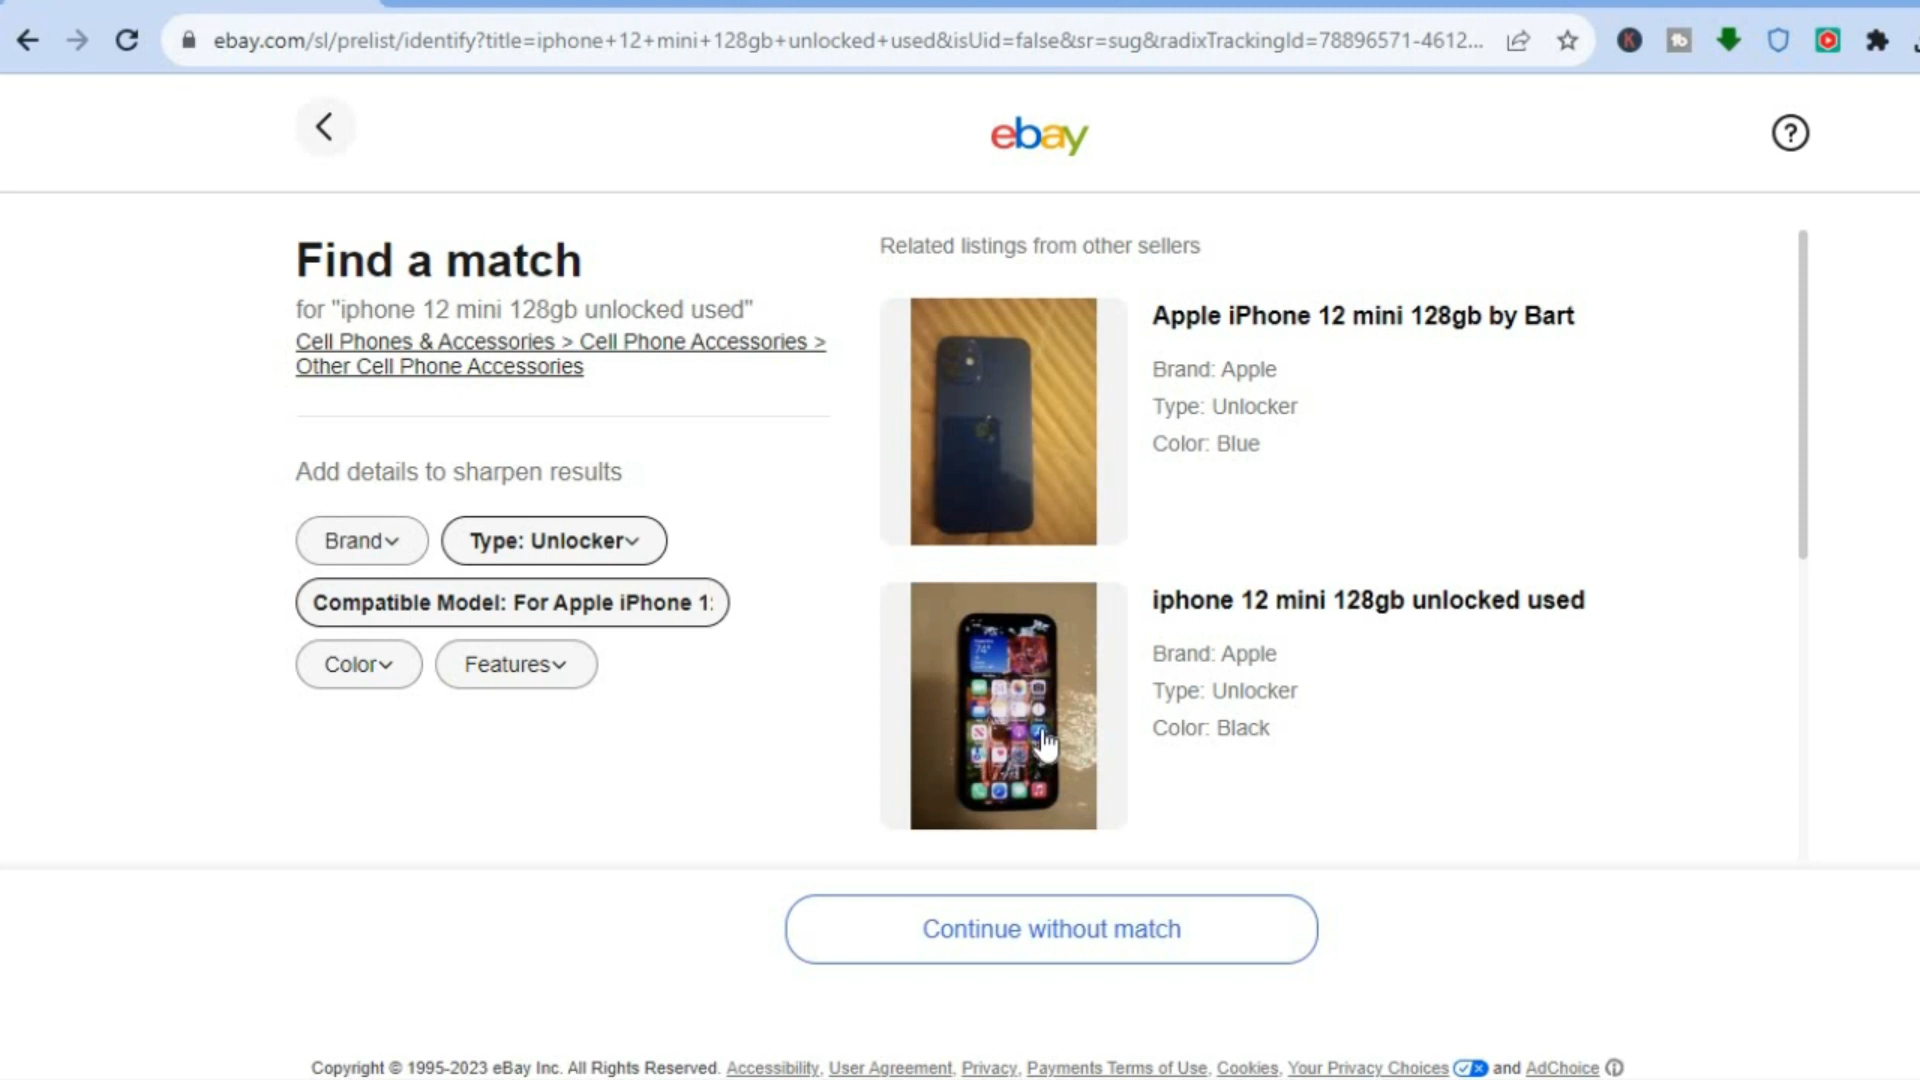 ebay.com/sl/prelist/identify?title=iphone+12+mini+128gb+unlocked+used&isUid=false&sr=sug&radixTrackingId=78896571-4612...
ebay
Find a match
for "iphone 12 mini 128gb unlocked used"
Cell Phones & Accessories > Cell Phone Accessories >
Other Cell Phone Accessories
Add details to sharpen results
Brand
Type: Unlocker
Compatible Model: For Apple iPhone 1
Color
Features
Related listings from other sellers
Apple iPhone 12 mini 128gb by Bart
Brand: Apple
Type: Unlocker
Color: Blue
iphone 12 mini 128gb unlocked used
Brand: Apple
Type: Unlocker
Color: Black
Continue without match
Copyright © 1995-2023 eBay Inc. All Rights Reserved. Accessibility, User Agreement, Privacy, Payments Terms of Use, Cookies, Your Privacy Choices and AdChoice